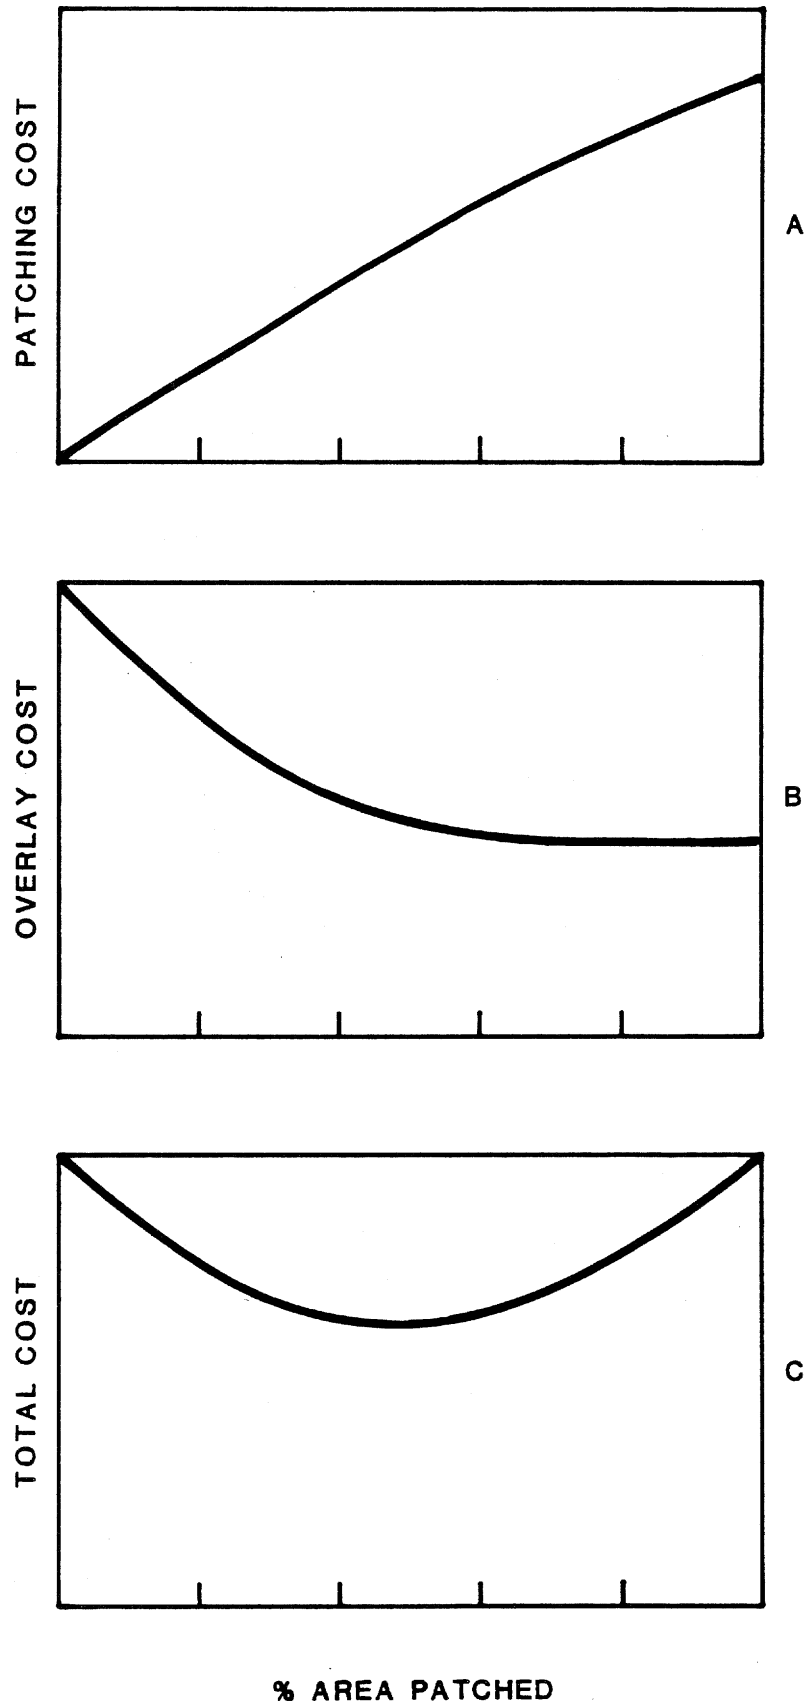 PATCHING COST
A
OVERLAY COST
B
TOTAL COST
C
% AREA PATCHED